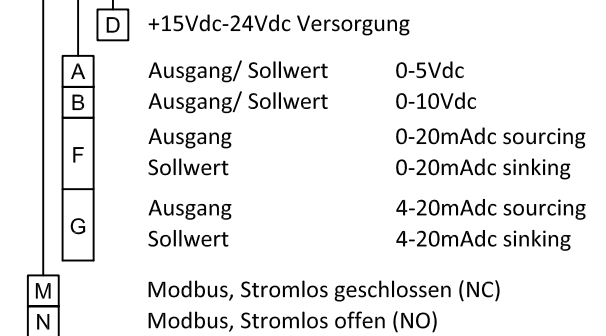 D +15Vdc-24Vdc Versorgung
A Ausgang/ Sollwert 0-5Vdc
B Ausgang/ Sollwert 0-10Vdc
F Ausgang 0-20mAdc sourcing
Sollwert 0-20mAdc sinking
G Ausgang 4-20mAdc sourcing
Sollwert 4-20mAdc sinking
M Modbus, Stromlos geschlossen (NC)
N Modbus, Stromlos offen (NO)